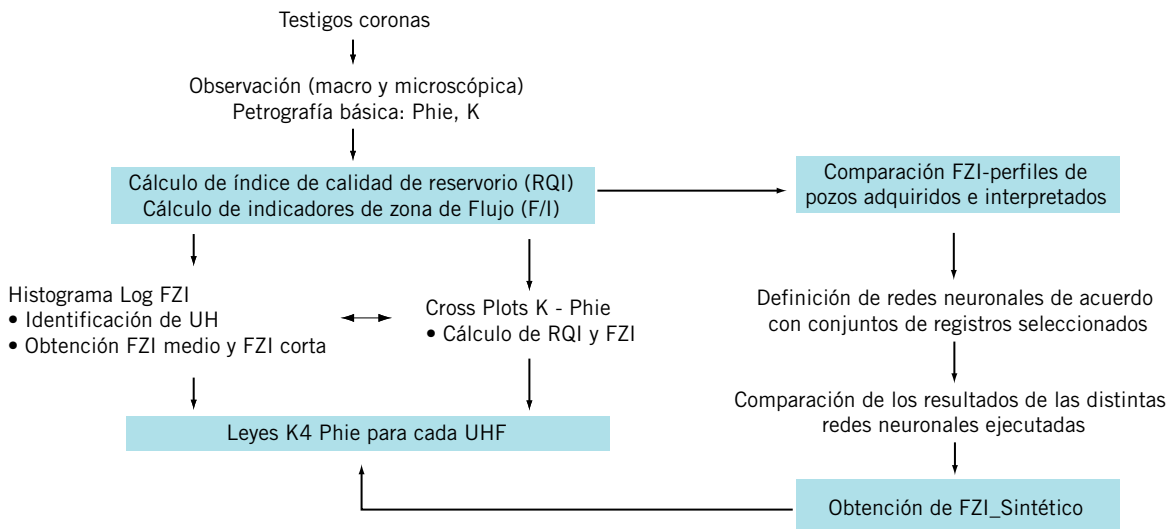 Testigos coronas
Observación (macro y microscópica)
Petrografía básica: Phie, K
Cálculo de índice de calidad de reservorio (RQI)
Cálculo de indicadores de zona de Flujo (F/I)
Histograma Log FZI
• Identificación de UH
• Obtención FZI medio y FZI corta
Cross Plots K - Phie
• Cálculo de RQI y FZI
Leyes K4 Phie para cada UHF
Comparación FZI-perfiles de
pozos adquiridos e interpretados
Definición de redes neuronales de acuerdo
con conjuntos de registros seleccionados
Comparación de los resultados de las distintas
redes neuronales ejecutadas
Obtención de FZI_Sintético